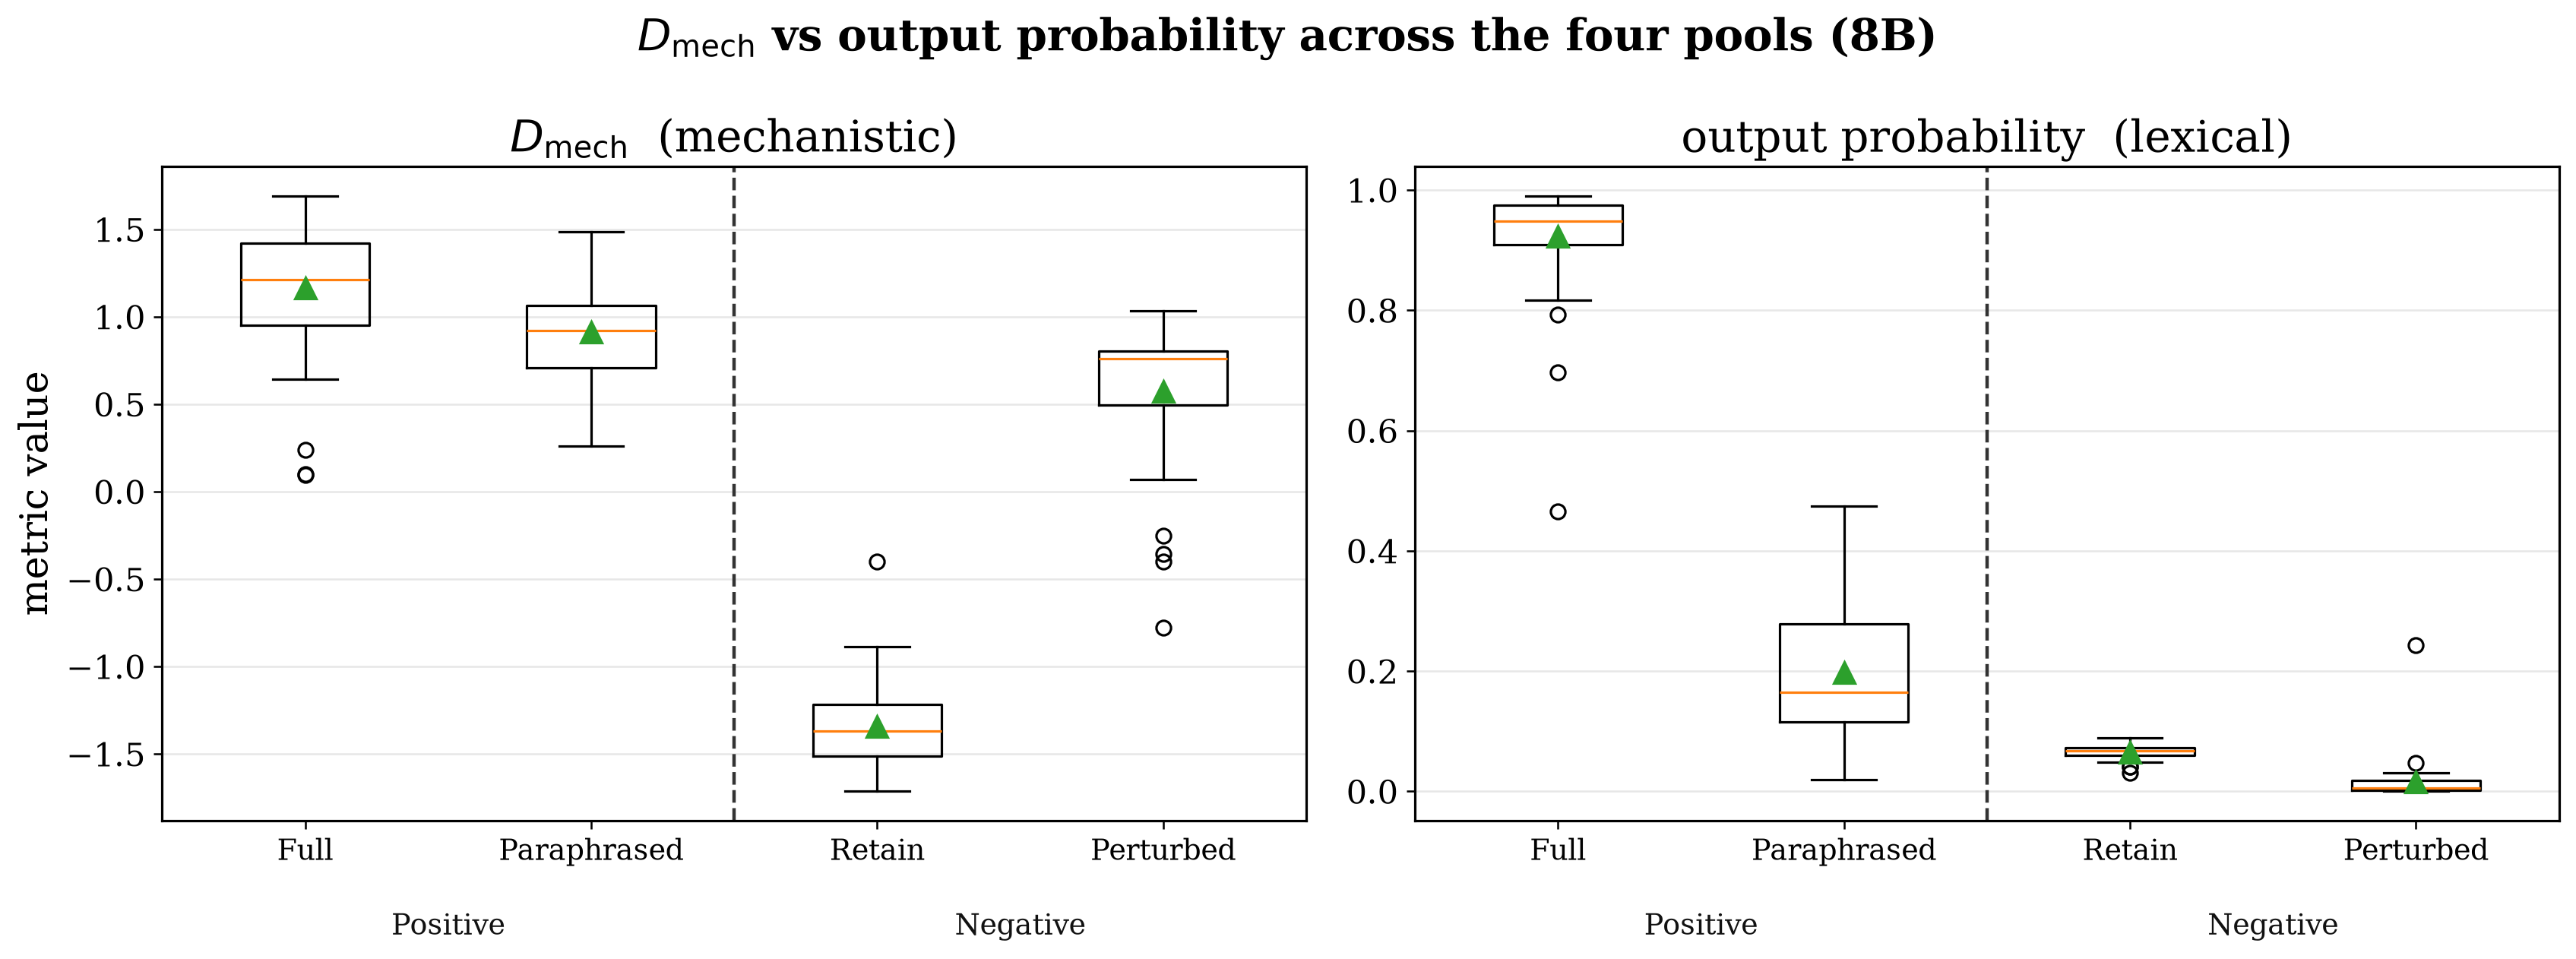 D_mech vs output probability across the four pools (8B)
D_mech (mechanistic)
metric value
1.5
1.0
0.5
0.0
−0.5
−1.0
−1.5
Full Paraphrased Retain Perturbed
Positive Negative
output probability (lexical)
1.0
0.8
0.6
0.4
0.2
0.0
Full Paraphrased Retain Perturbed
Positive Negative